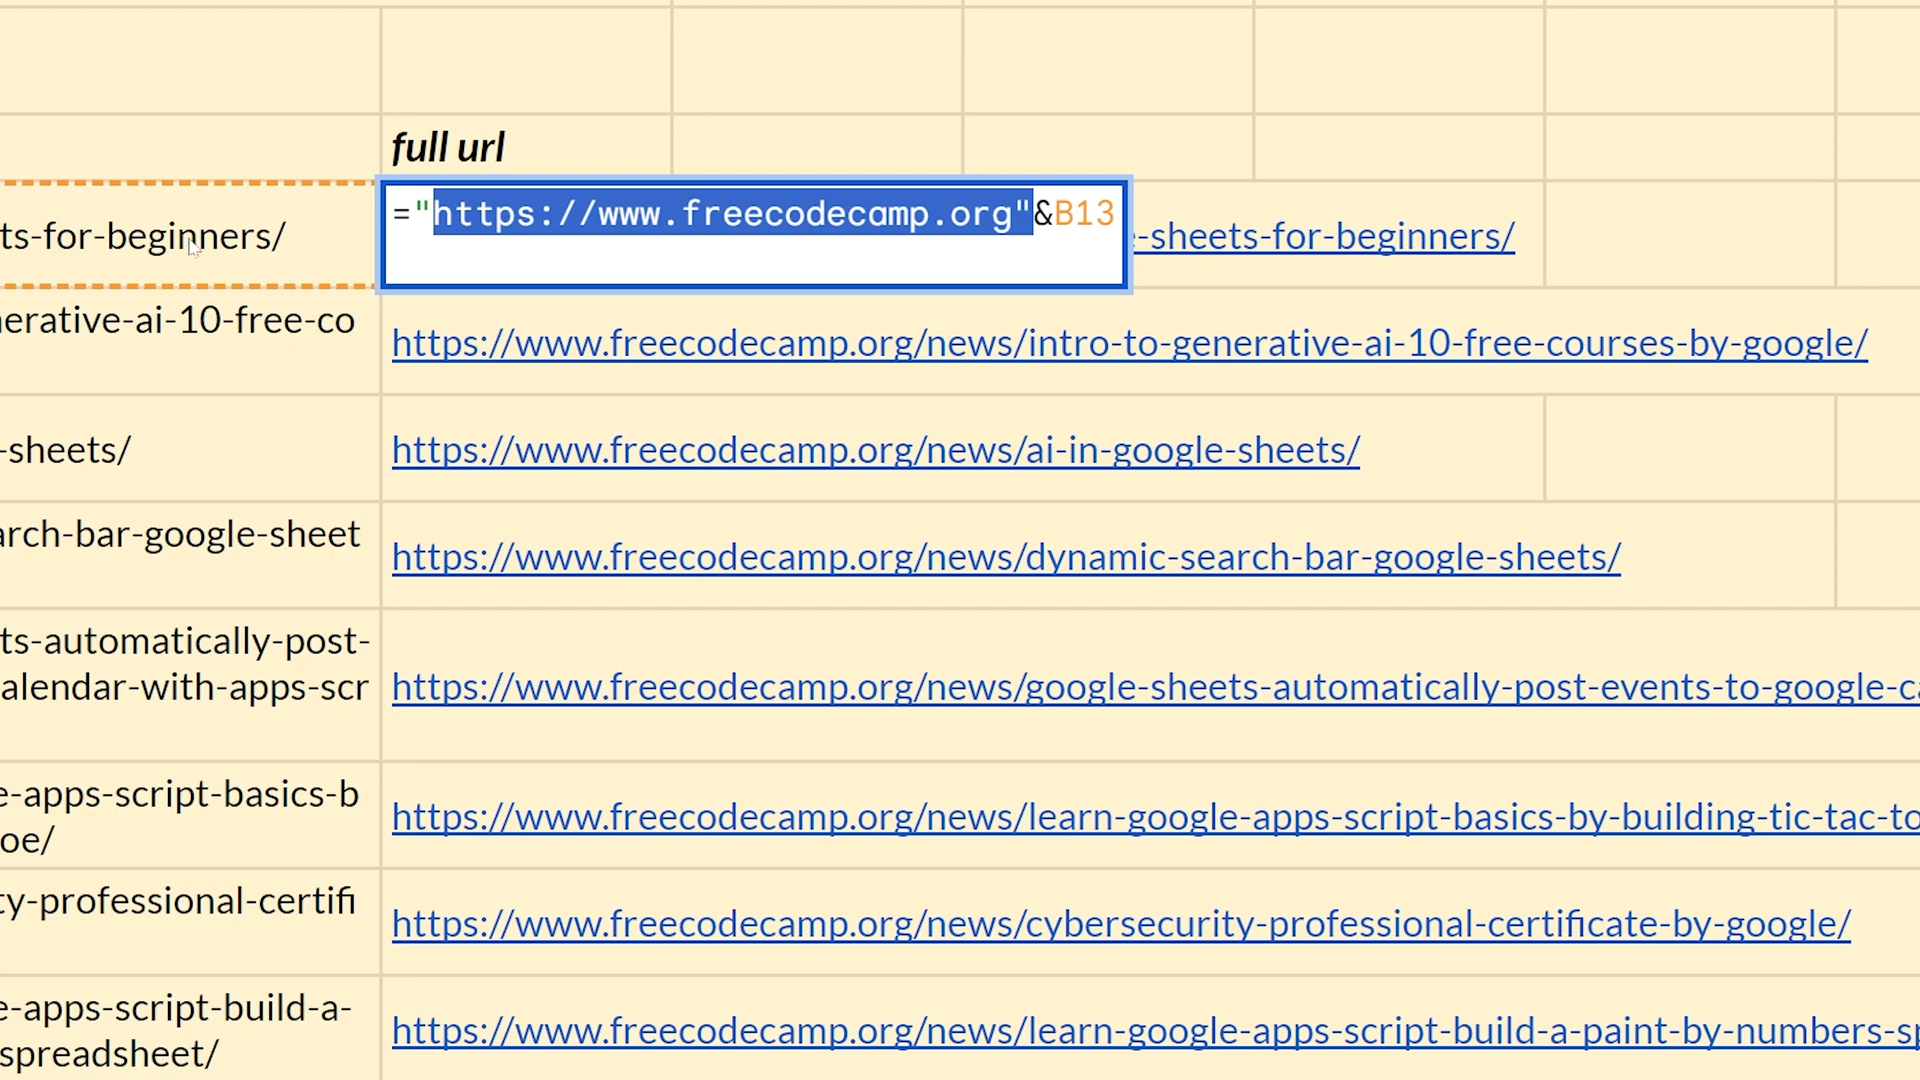 full url
ts-for-beginners/
="https://www.freecodecamp.org"&B13
-sheets-for-beginners/
nerative-ai-10-free-co
https://www.freecodecamp.org/news/intro-to-generative-ai-10-free-courses-by-google/
-sheets/
https://www.freecodecamp.org/news/ai-in-google-sheets/
arch-bar-google-sheet
https://www.freecodecamp.org/news/dynamic-search-bar-google-sheets/
ts-automatically-post-
alendar-with-apps-scr
https://www.freecodecamp.org/news/google-sheets-automatically-post-events-to-google-ca
e-apps-script-basics-b
oe/
https://www.freecodecamp.org/news/learn-google-apps-script-basics-by-building-tic-tac-to
ty-professional-certifi
https://www.freecodecamp.org/news/cybersecurity-professional-certificate-by-google/
e-apps-script-build-a-
spreadsheet/
https://www.freecodecamp.org/news/learn-google-apps-script-build-a-paint-by-numbers-sp